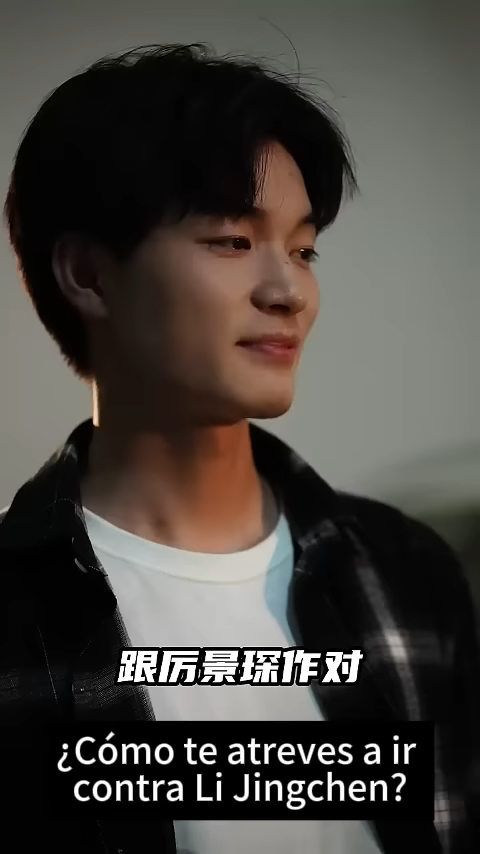 跟厉景琛作对
¿Cómo te atreves a ir
contra Li Jingchen?